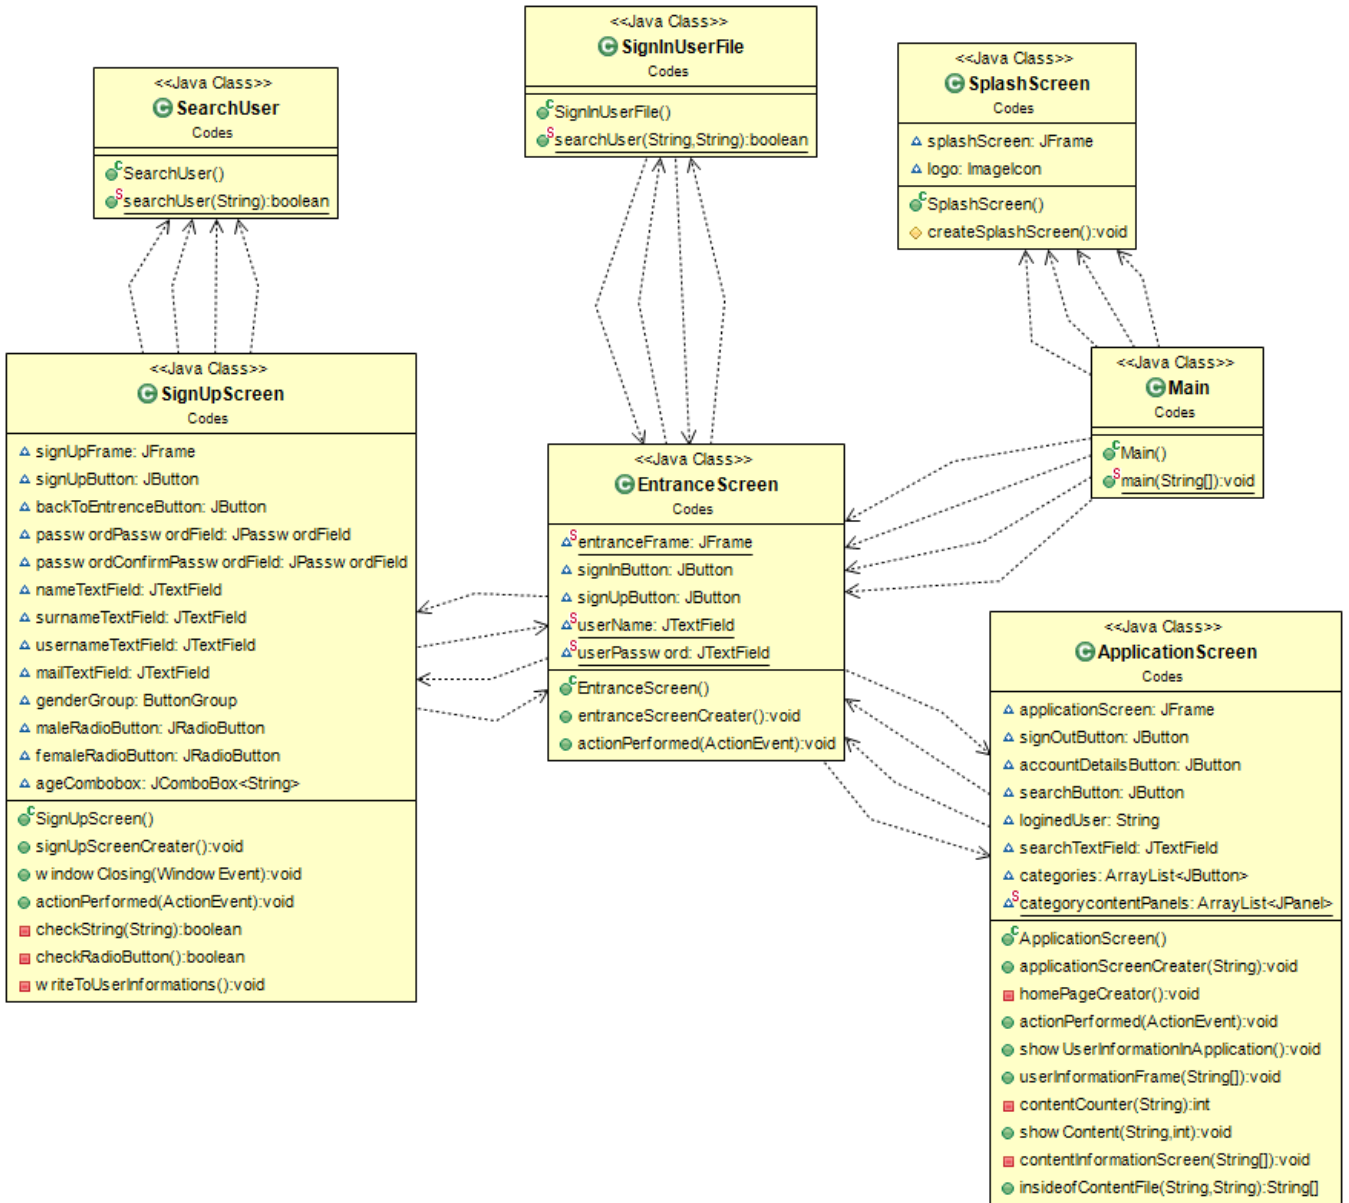 <<Java Class>>
SignInUserFile
Codes
SignInUserFile()
searchUser(String,String):boolean
<<Java Class>>
SplashScreen
Codes
splashScreen: JFrame
logo: ImageIcon
SplashScreen()
createSplashScreen():void
<<Java Class>>
SearchUser
Codes
SearchUser()
searchUser(String):boolean
<<Java Class>>
Main
Codes
Main()
main(String[]):void
<<Java Class>>
SignUpScreen
Codes
signUpFrame: JFrame
signUpButton: JButton
backToEntrenceButton: JButton
passwordPasswordField: JPasswordField
passwordConfirmPasswordField: JPasswordField
nameTextField: JTextField
surnameTextField: JTextField
usernameTextField: JTextField
mailTextField: JTextField
genderGroup: ButtonGroup
maleRadioButton: JRadioButton
femaleRadioButton: JRadioButton
ageCombobox: JComboBox<String>
SignUpScreen()
signUpScreenCreater():void
windowClosing(WindowEvent):void
actionPerformed(ActionEvent):void
checkString(String):boolean
checkRadioButton():boolean
writeToUserInformations():void
<<Java Class>>
EntranceScreen
Codes
entranceFrame: JFrame
signInButton: JButton
signUpButton: JButton
userName: JTextField
userPassword: JTextField
EntranceScreen()
entranceScreenCreater():void
actionPerformed(ActionEvent):void
<<Java Class>>
ApplicationScreen
Codes
applicationScreen: JFrame
signOutButton: JButton
accountDetailsButton: JButton
searchButton: JButton
loginedUser: String
searchTextField: JTextField
categories: ArrayList<JButton>
categorycontentPanels: ArrayList<JPanel>
ApplicationScreen()
applicationScreenCreater(String):void
homePageCreator():void
actionPerformed(ActionEvent):void
showUserInformationInApplication():void
userInformationFrame(String[]):void
contentCounter(String):int
showContent(String,int):void
contentInformationScreen(String[]):void
insideofContentFile(String,String):String[]